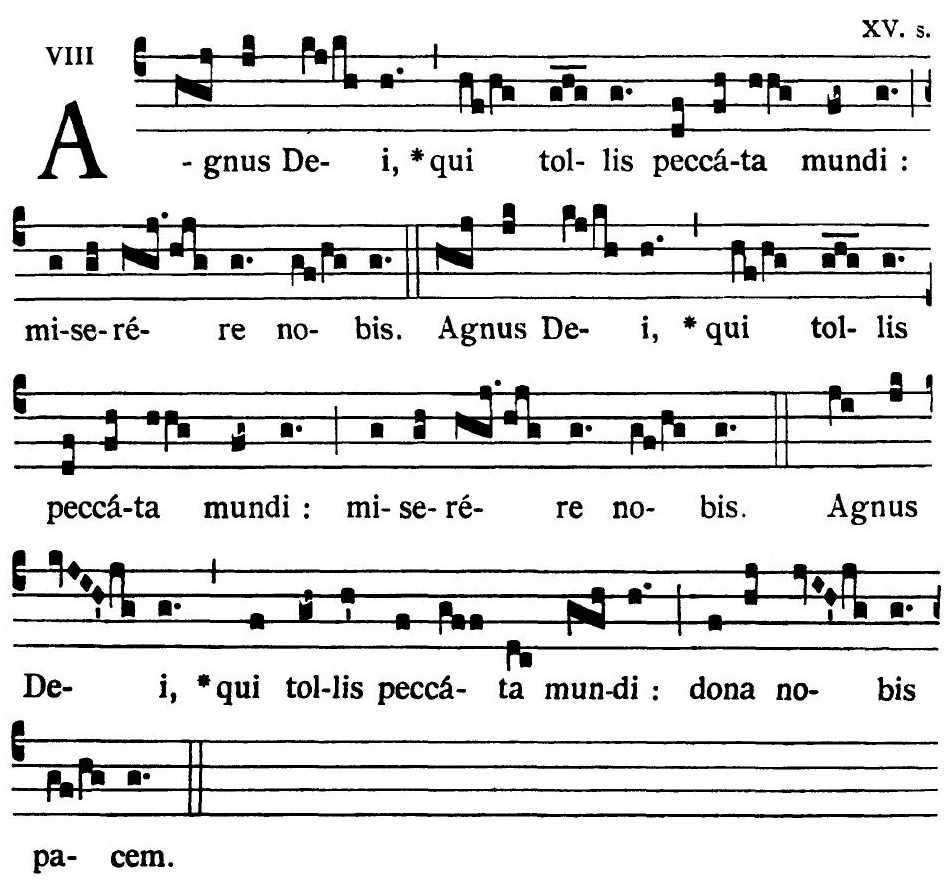 VIII XV. s.
A - gnus De- i, * qui tol- lis peccá-ta mundi :
mi-se-ré- re no- bis. Agnus De- i, * qui tol- lis
peccá-ta mundi : mi-se-ré- re no- bis. Agnus
De- i, * qui tol-lis peccá- ta mun-di : dona no- bis
pa- cem.